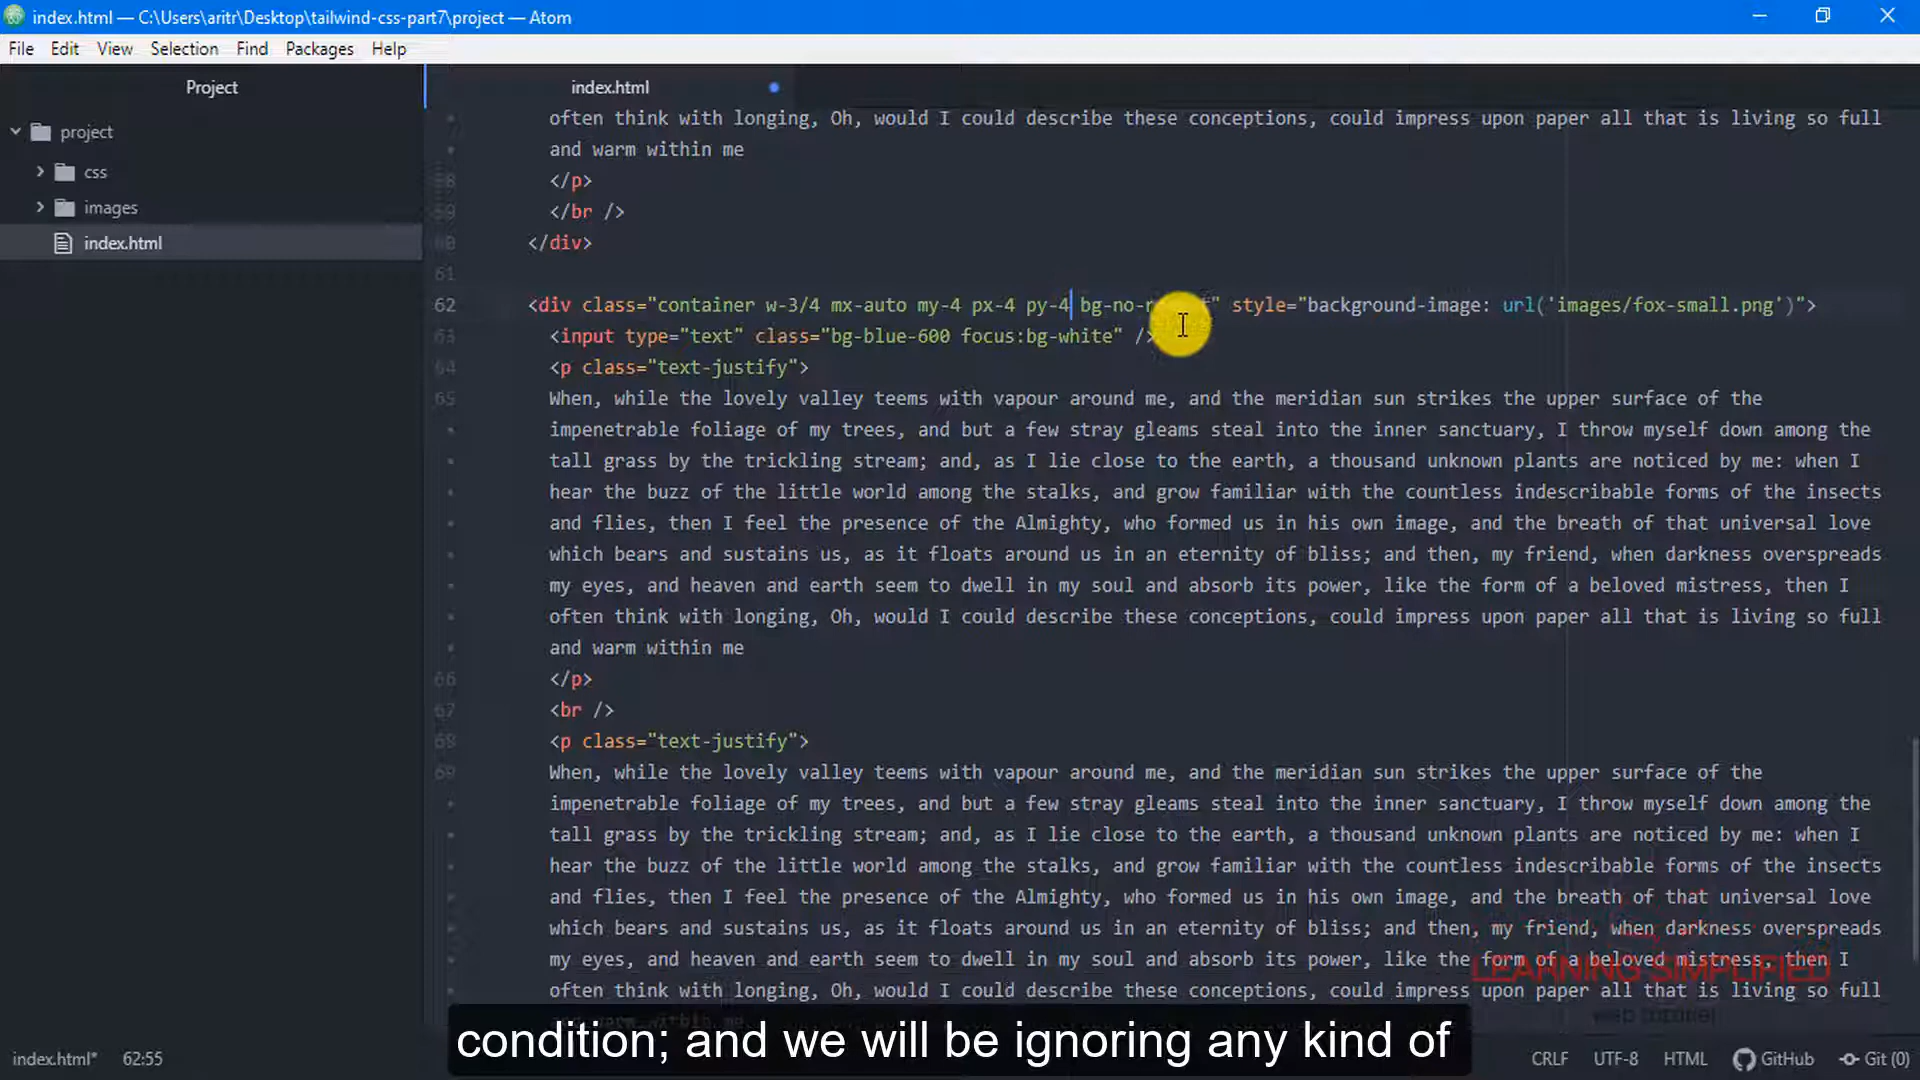 index.html — C:\Users\aritr\Desktop\tailwind-css-part7\project — Atom
File Edit View Selection Find Packages Help
Project
index.html
project
css
images
index.html
often think with longing, Oh, would I could describe these conceptions, could impress upon paper all that is living so full
and warm within me
58 </p>
59 </br />
60 </div>
61
62 <div class="container w-3/4 mx-auto my-4 px-4 py-4 bg-no- " style="background-image: url('images/fox-small.png')">
63 <input type="text" class="bg-blue-600 focus:bg-white" />
64 <p class="text-justify">
65 When, while the lovely valley teems with vapour around me, and the meridian sun strikes the upper surface of the
impenetrable foliage of my trees, and but a few stray gleams steal into the inner sanctuary, I throw myself down among the
tall grass by the trickling stream; and, as I lie close to the earth, a thousand unknown plants are noticed by me: when I
hear the buzz of the little world among the stalks, and grow familiar with the countless indescribable forms of the insects
and flies, then I feel the presence of the Almighty, who formed us in his own image, and the breath of that universal love
which bears and sustains us, as it floats around us in an eternity of bliss; and then, my friend, when darkness overspreads
my eyes, and heaven and earth seem to dwell in my soul and absorb its power, like the form of a beloved mistress, then I
often think with longing, Oh, would I could describe these conceptions, could impress upon paper all that is living so full
and warm within me
66 </p>
67 <br />
68 <p class="text-justify">
69 When, while the lovely valley teems with vapour around me, and the meridian sun strikes the upper surface of the
impenetrable foliage of my trees, and but a few stray gleams steal into the inner sanctuary, I throw myself down among the
tall grass by the trickling stream; and, as I lie close to the earth, a thousand unknown plants are noticed by me: when I
hear the buzz of the little world among the stalks, and grow familiar with the countless indescribable forms of the insects
and flies, then I feel the presence of the Almighty, who formed us in his own image, and the breath of that universal love
which bears and sustains us, as it floats around us in an eternity of bliss; and then, my friend, when darkness overspreads
my eyes, and heaven and earth seem to dwell in my soul and absorb its power, like the form of a beloved mistress, then I
LEARNING SIMPLIFIED
often think with longing, Oh, would I could describe these conceptions, could impress upon paper all that is living so full
and warm within me
web tutorial
condition; and we will be ignoring any kind of
index.html* 62:55 CRLF UTF-8 HTML GitHub Git (0)